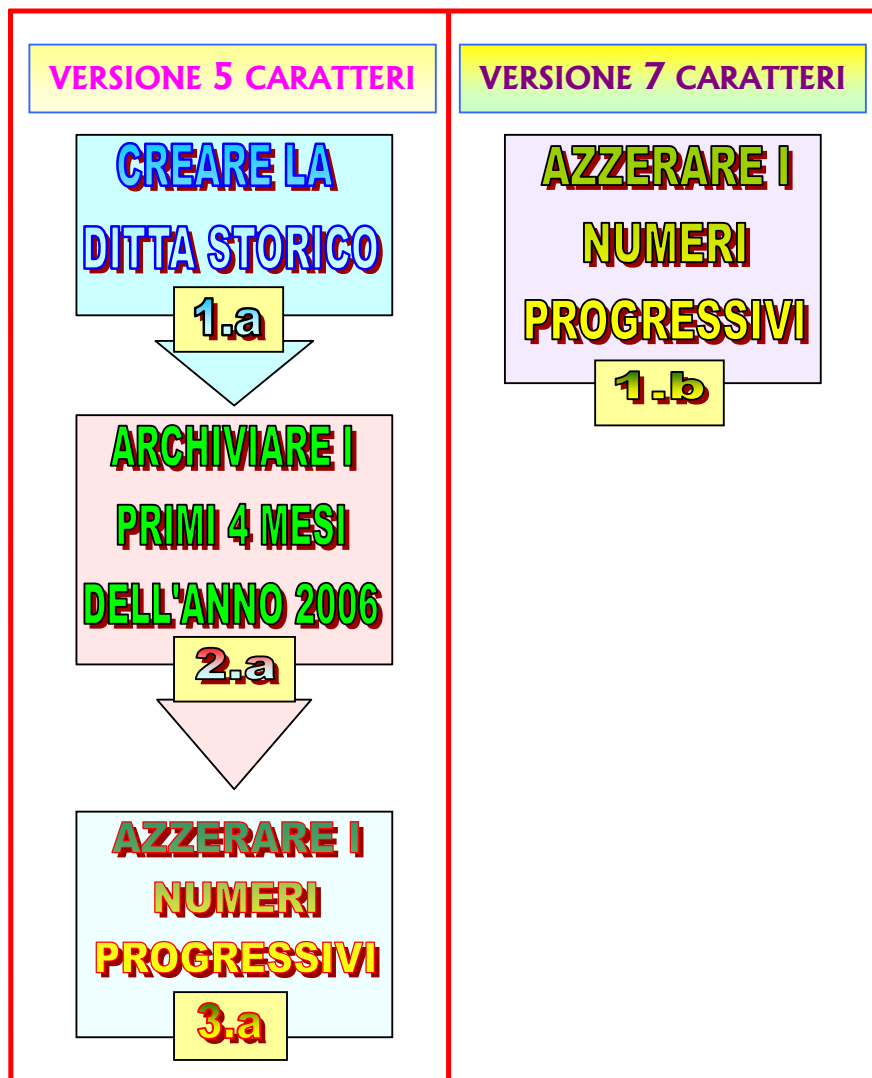 VERSIONE 5 CARATTERI
CREARE LA
DITTA STORICO
1.a
ARCHIVIARE I
PRIMI 4 MESI
DELL'ANNO 2006
2.a
AZZERARE I
NUMERI
PROGRESSIVI
3.a
VERSIONE 7 CARATTERI
AZZERARE I
NUMERI
PROGRESSIVI
1.b